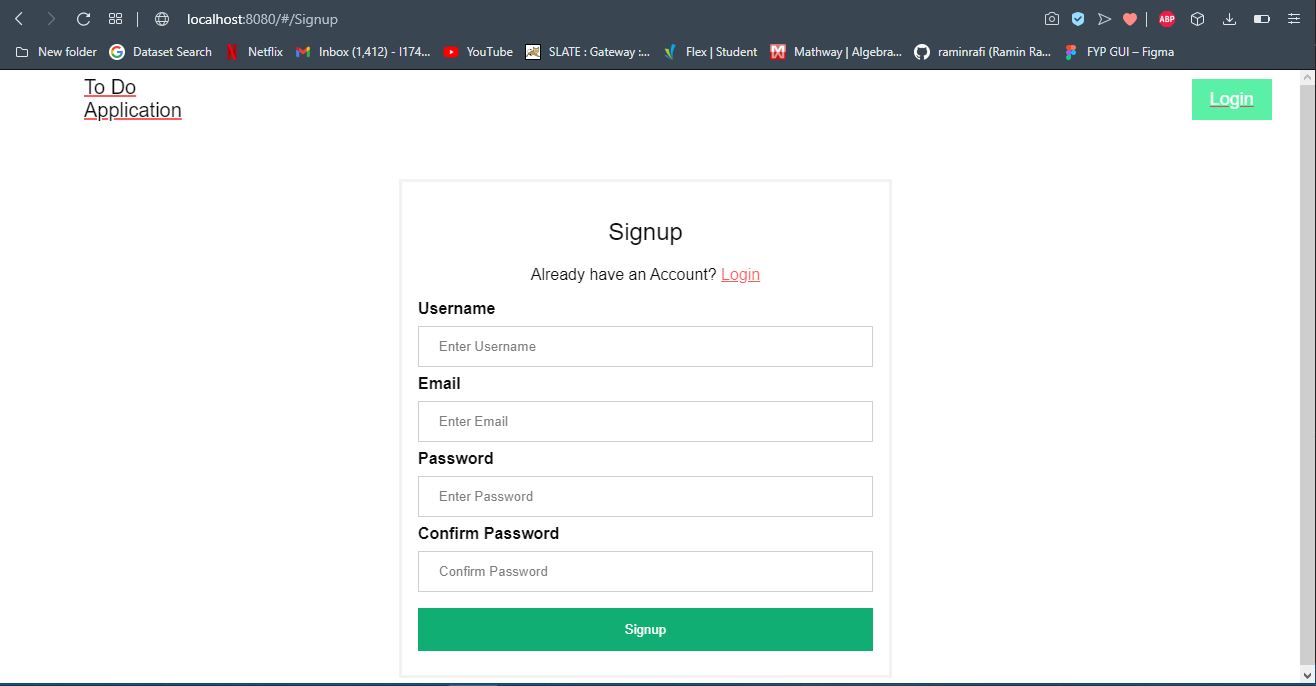 localhost:8080/#/Signup
ABP
New folder
Dataset Search
Netflix
Inbox (1,412) - l174...
YouTube
SLATE : Gateway :...
Flex | Student
Mathway | Algebra...
raminrafi (Ramin Ra...
FYP GUI – Figma
To Do
Application
Login
Signup
Already have an Account? Login
Username
Enter Username
Email
Enter Email
Password
Enter Password
Confirm Password
Confirm Password
Signup